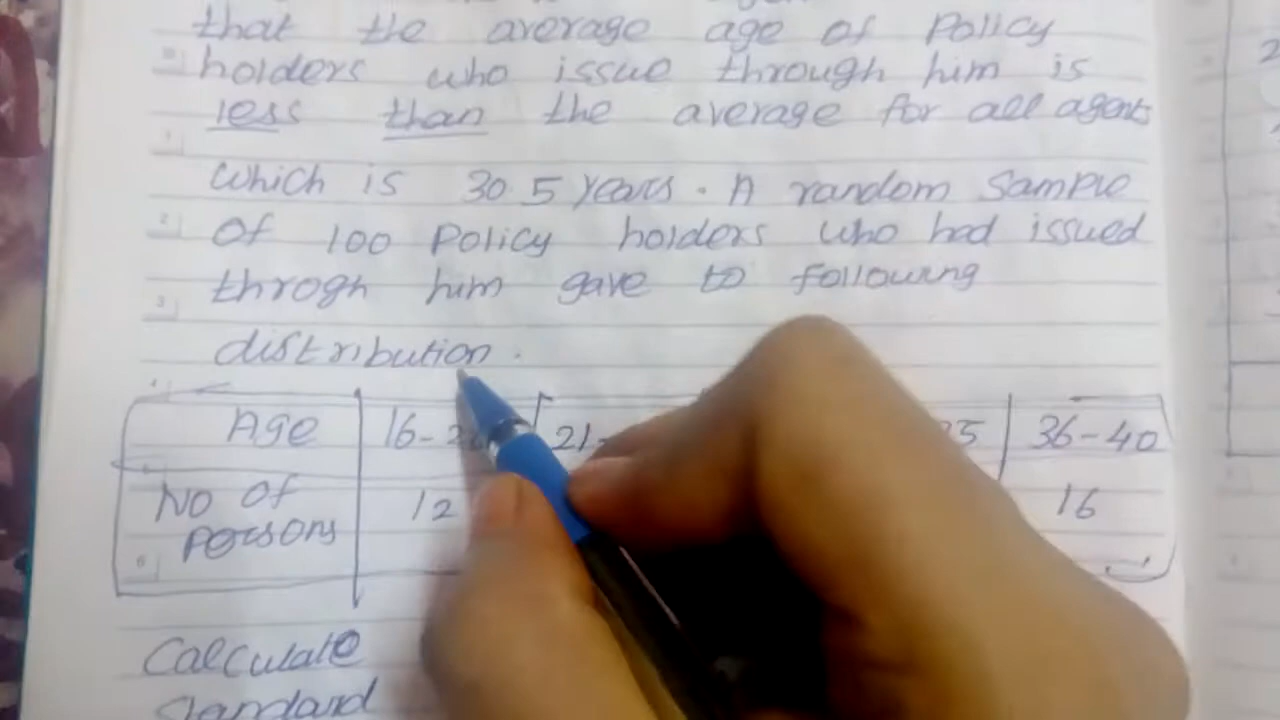 that the average age of Policy
holders who issue through him is
less than the average for all agents
which is 30.5 years. A random Sample
Of 100 Policy holders who had issued
throgh him gave to following
distribution.
Age 16-20 21- 35 36-40
No Of 12 16
Persons
Calculate
Standard